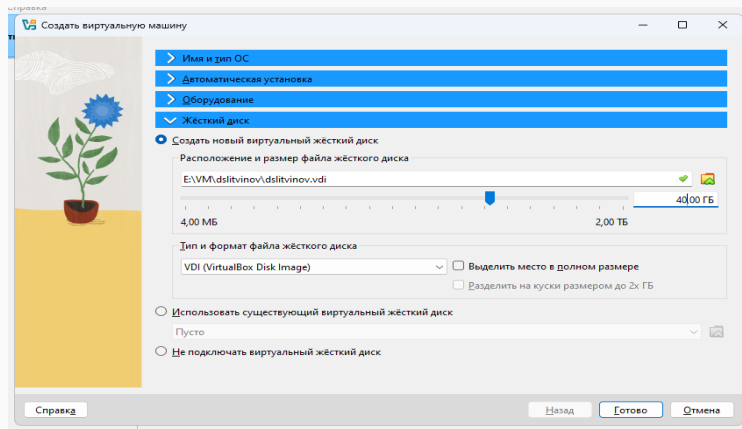 Справка
Создать виртуальную машину
Имя и тип ОС
Автоматическая установка
Оборудование
Жёсткий диск
Создать новый виртуальный жёсткий диск
Расположение и размер файла жёсткого диска
E:\VM\dslitvinov\dslitvinov.vdi
40,00 ГБ
4,00 МБ 2,00 ТБ
Тип и формат файла жёсткого диска
VDI (VirtualBox Disk Image) Выделить место в полном размере
Разделить на куски размером до 2х ГБ
Использовать существующий виртуальный жёсткий диск
Пусто
Не подключать виртуальный жёсткий диск
Справка Назад Готово Отмена